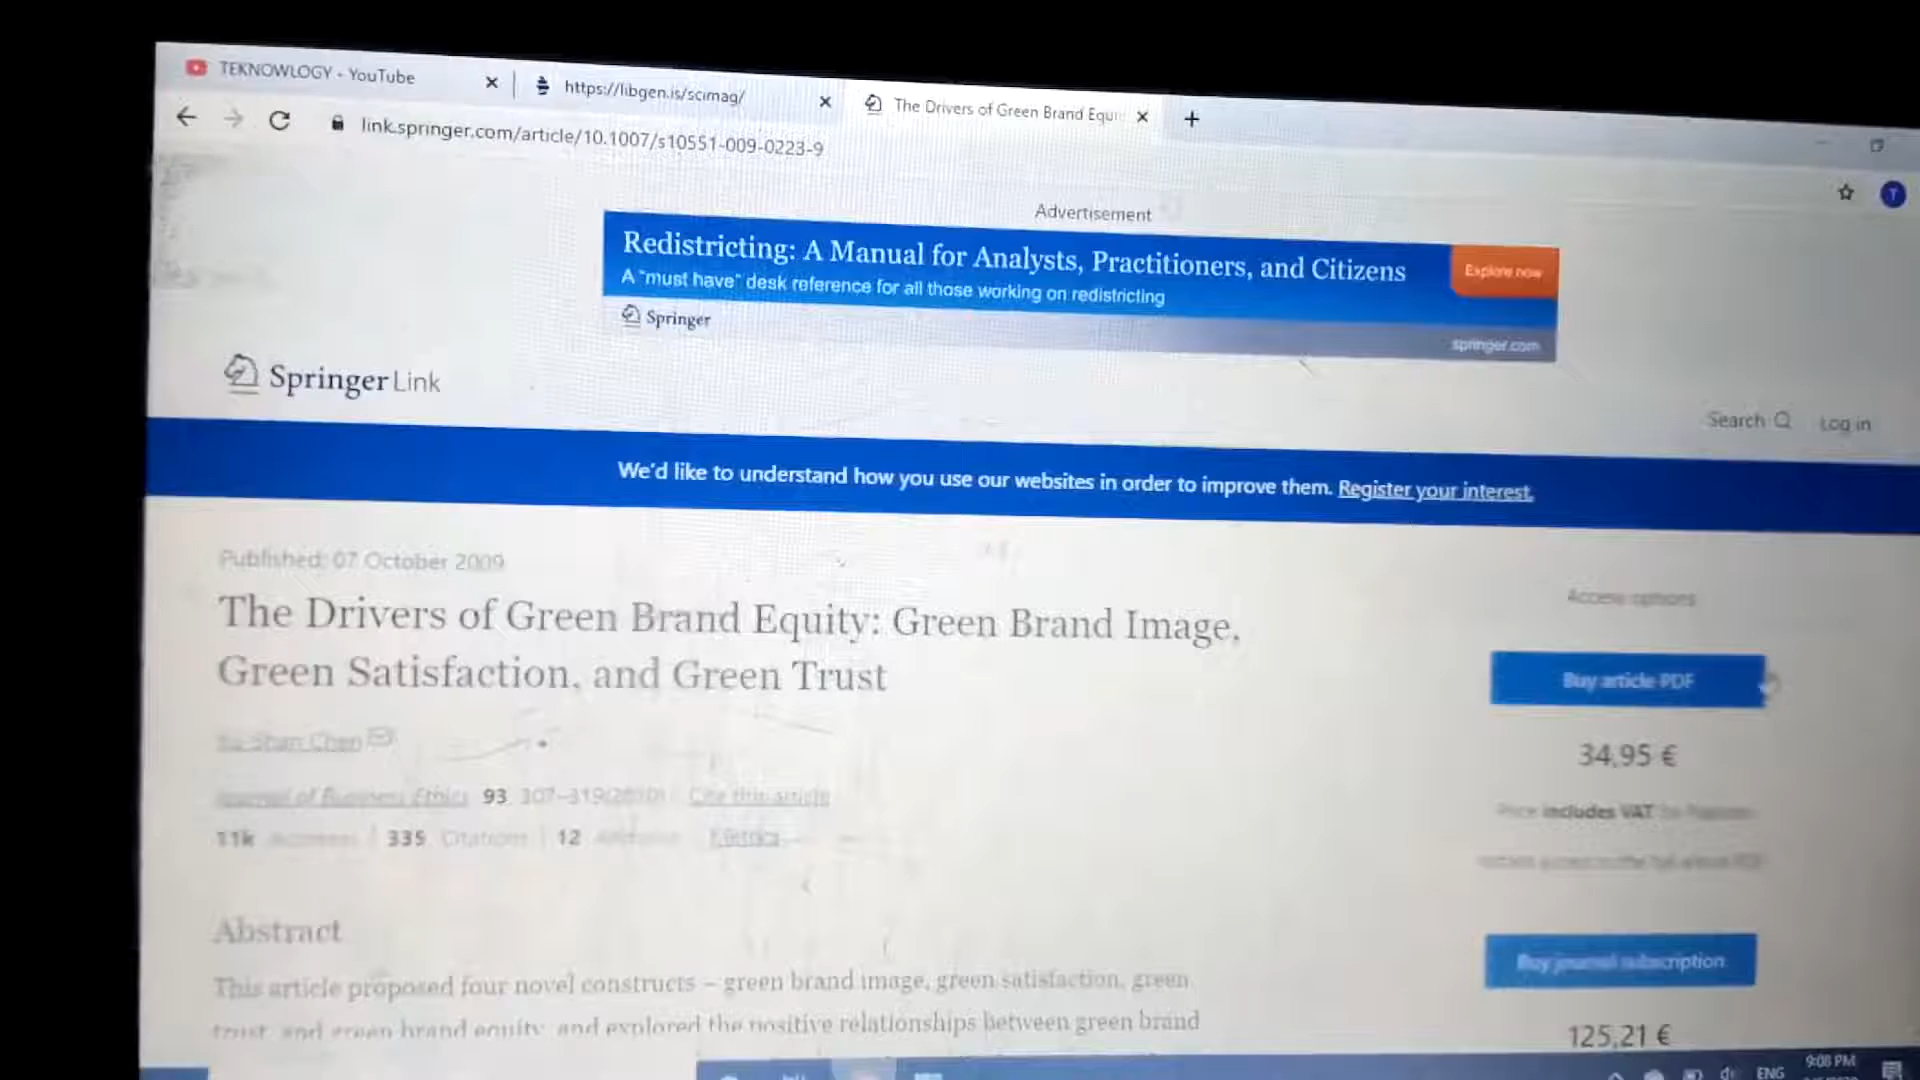 TEKNOWLOGY - YouTube
https://libgen.is/scimag/
The Drivers of Green Brand Equi
link.springer.com/article/10.1007/s10551-009-0223-9
T
Advertisement
Redistricting: A Manual for Analysts, Practitioners, and Citizens
A "must have" desk reference for all those working on redistricting
Explore now
Springer
springer.com
Springer Link
Search
Log in
We'd like to understand how you use our websites in order to improve them. Register your interest.
Published: 07 October 2009
The Drivers of Green Brand Equity: Green Brand Image,
Green Satisfaction, and Green Trust
Yu-Shan Chen
Journal of Business Ethics 93, 307–319(2010) Cite this article
11k Accesses 335 Citations 12 Metrics
Abstract
This article proposed four novel constructs – green brand image, green satisfaction, green
trust, and green brand equity, and explored the positive relationships between green brand
Access options
Buy article PDF
34,95 €
Price includes VAT for
Buy journal subscription
125,21 €
ENG
9:08 PM